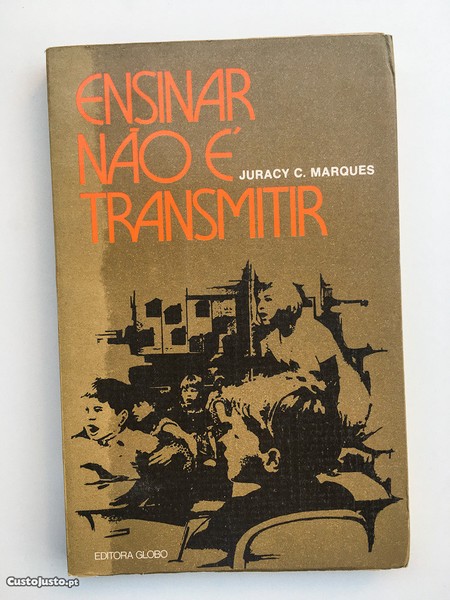 ENSINAR
NÃO É
JURACY C. MARQUES
TRANSMITIR
EDITORA GLOBO
CustoJusto.pt